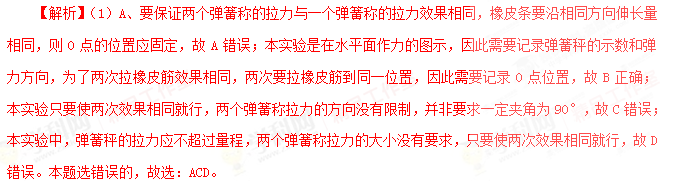 【解析】（1）A、要保证两个弹簧称的拉力与一个弹簧称的拉力效果相同，橡皮条要沿相同方向伸长量
相同，则 O 点的位置应固定，故 A 错误；本实验是在水平面作力的图示，因此需要记录弹簧秤的示数和弹
力方向，为了两次拉橡皮筋效果相同，两次要拉橡皮筋到同一位置，因此需要记录 O 点位置，故 B 正确；
本实验只要使两次效果相同就行，两个弹簧称拉力的方向没有限制，并非要求一定夹角为 90°，故 C 错误；
本实验中，弹簧秤的拉力应不超过量程，两个弹簧称拉力的大小没有要求，只要使两次效果相同就行，故 D
错误。本题选错误的，故选：ACD。